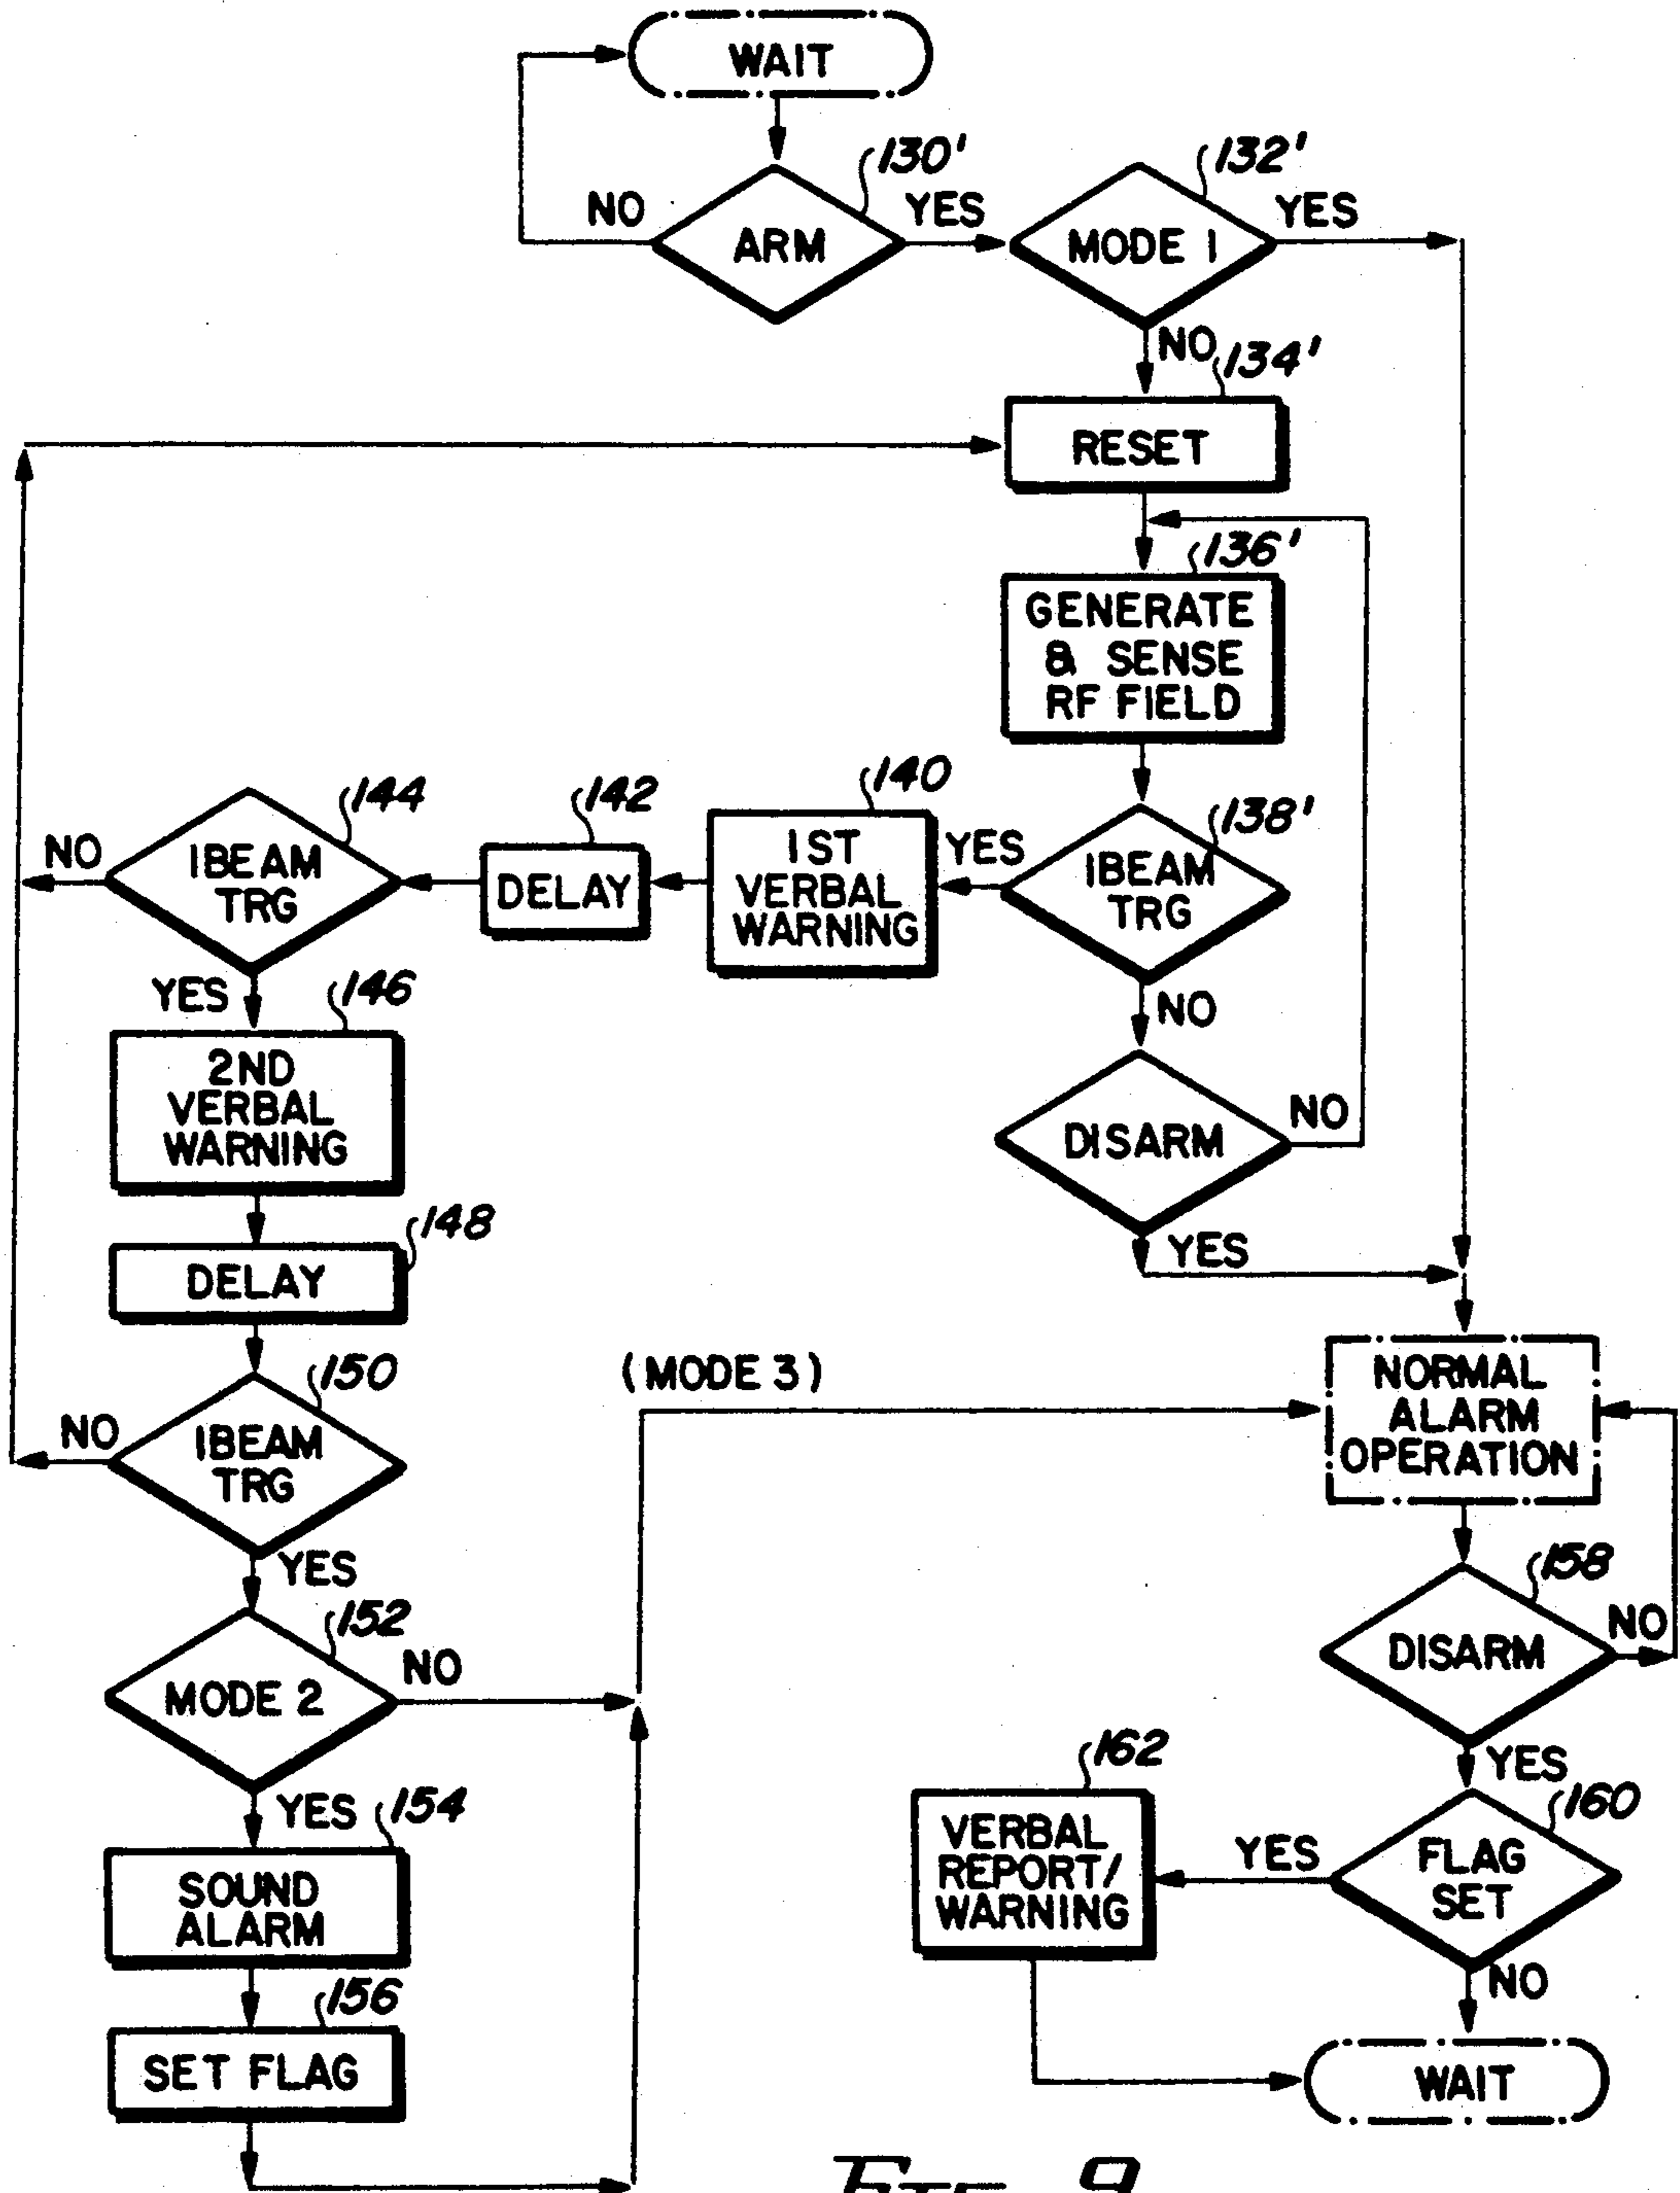 WAIT
130'
132'
NO
YES
YES
ARM
MODE 1
NO
134'
RESET
136'
GENERATE
& SENSE
RF FIELD
144
142
140
138'
NO
IBEAM
TRG
DELAY
1ST
VERBAL
WARNING
YES
IBEAM
TRG
YES
146
NO
2ND
VERBAL
WARNING
DISARM
NO
148
YES
DELAY
150
(MODE 3)
NORMAL
ALARM
OPERATION
NO
IBEAM
TRG
YES
158
152
NO
DISARM
NO
MODE 2
162
YES
YES
154
160
VERBAL
REPORT/
WARNING
YES
FLAG
SET
SOUND
ALARM
156
NO
SET FLAG
WAIT